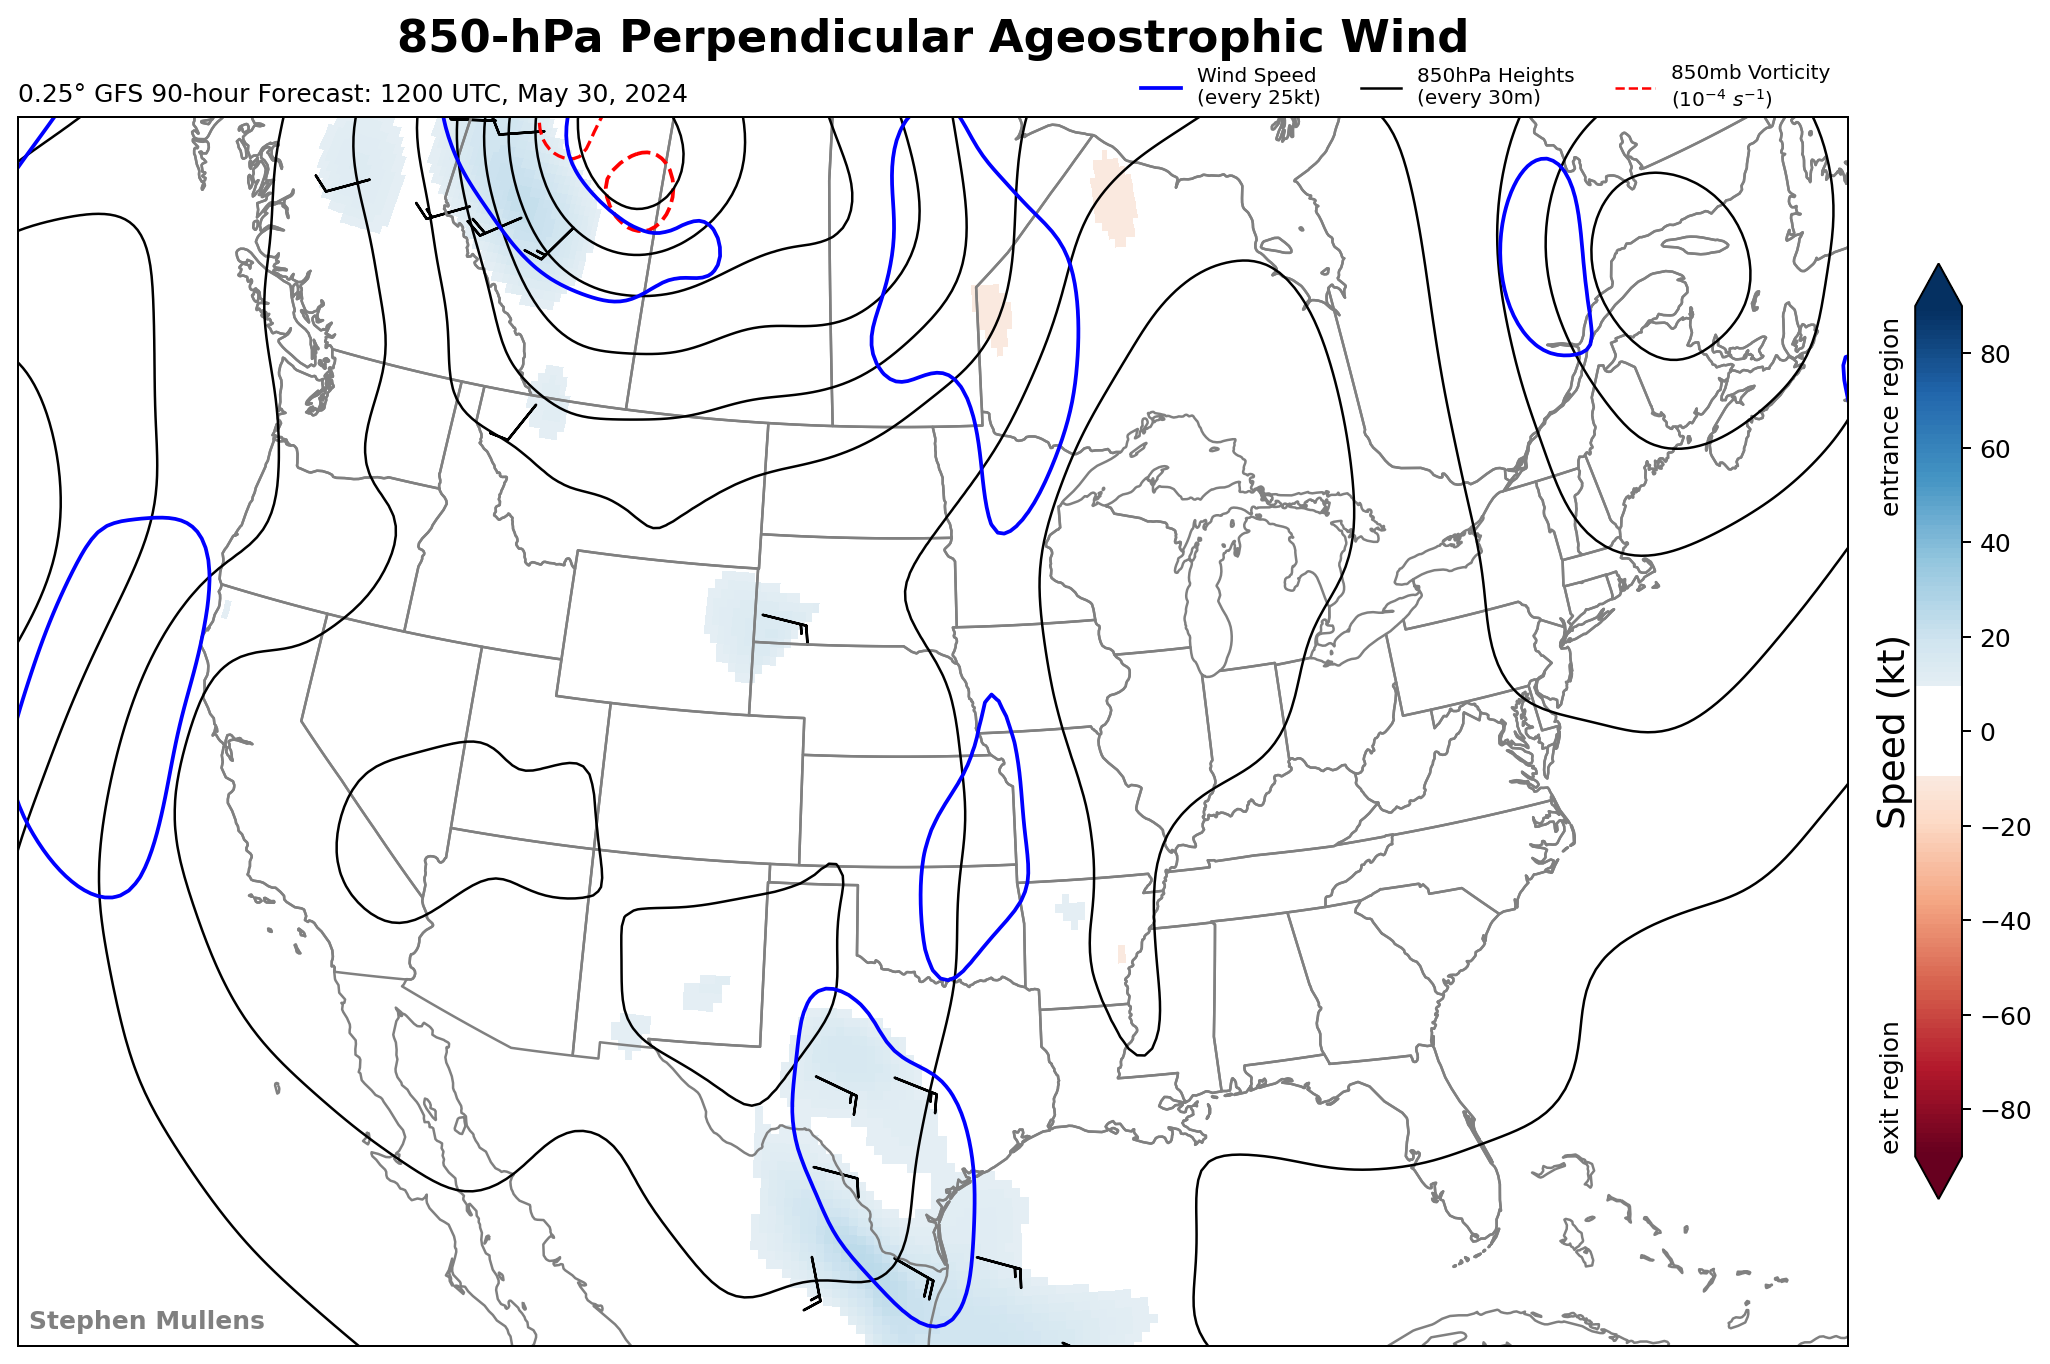 850-hPa Perpendicular Ageostrophic Wind
0.25° GFS 90-hour Forecast: 1200 UTC, May 30, 2024
Wind Speed
(every 25kt)
850hPa Heights
(every 30m)
850mb Vorticity
(10⁻⁴ s⁻¹)
entrance region
Speed (kt)
exit region
80
60
40
20
0
−20
−40
−60
−80
Stephen Mullens